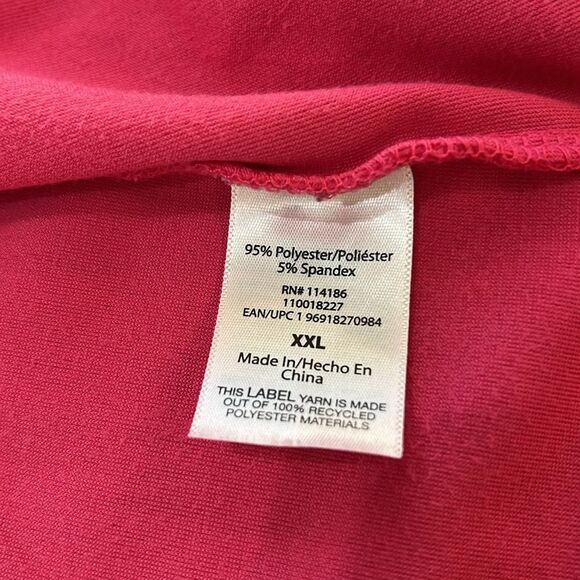 95% Polyester/Poliéster
5% Spandex
RN# 114186
110018227
EAN/UPC 1 96918270984
XXL
Made In/Hecho En
China
THIS LABEL YARN IS MADE
OUT OF 100% RECYCLED
POLYESTER MATERIALS